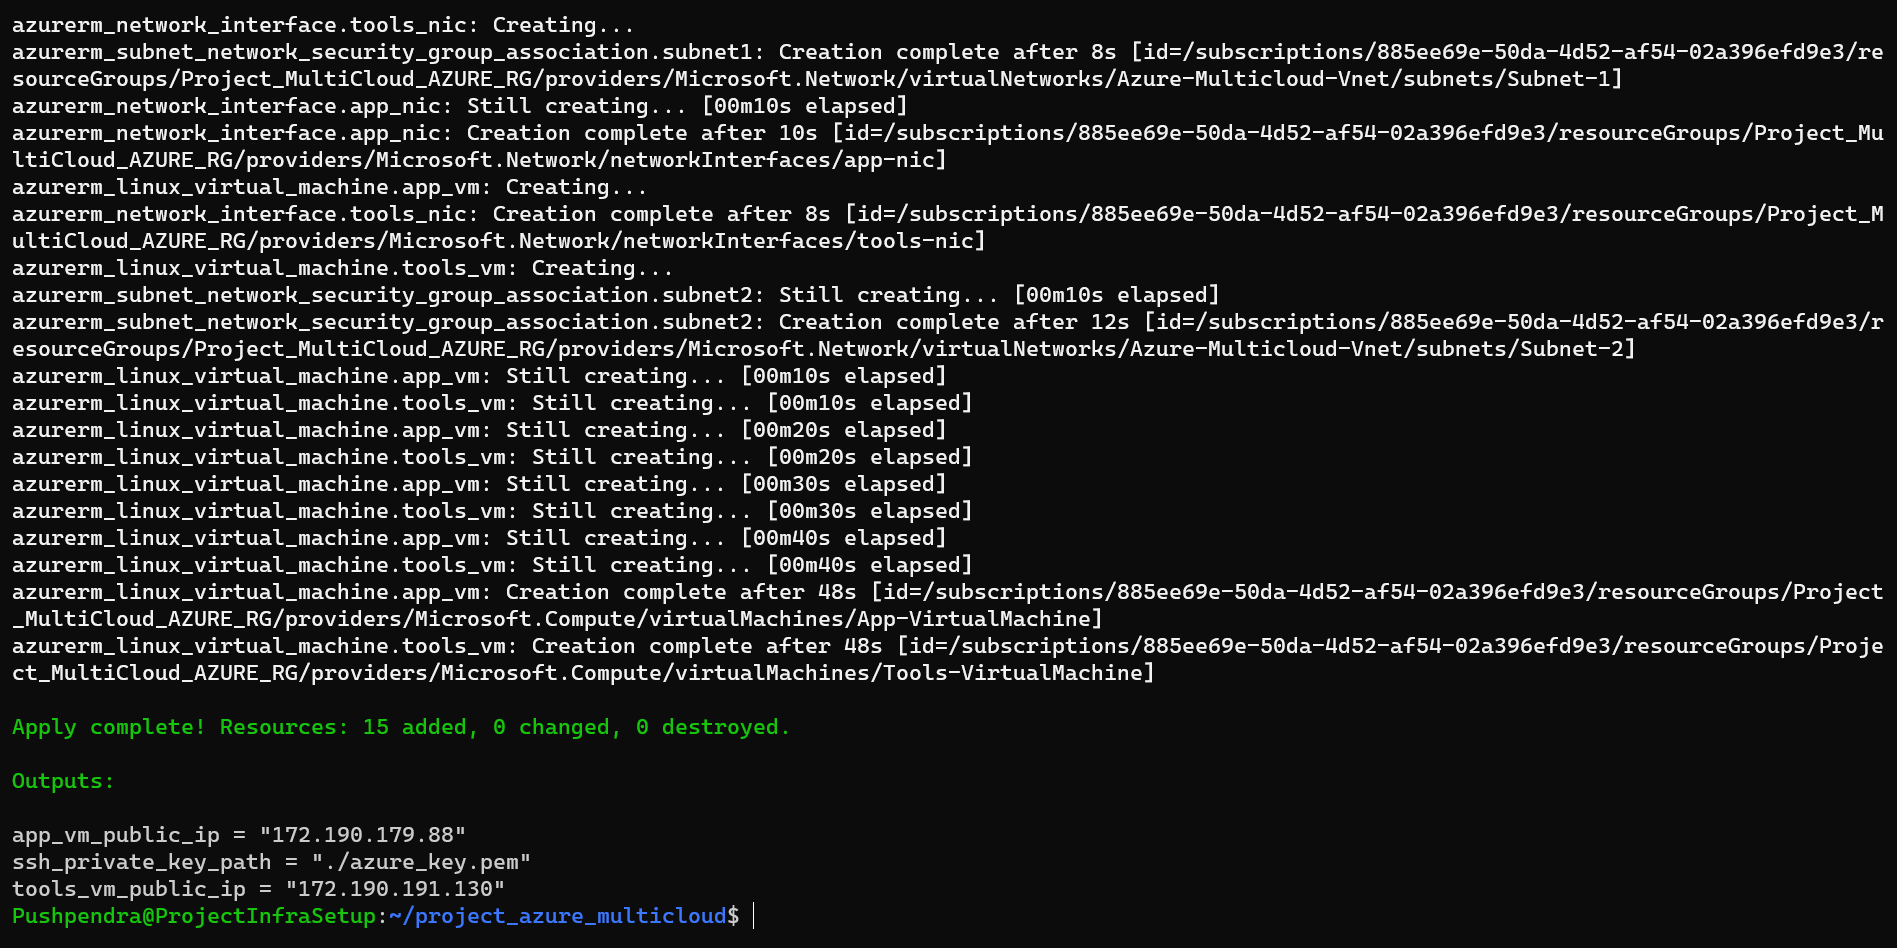 azurerm_network_interface.tools_nic: Creating...
azurerm_subnet_network_security_group_association.subnet1: Creation complete after 8s [id=/subscriptions/885ee69e-50da-4d52-af54-02a396efd9e3/re
sourceGroups/Project_MultiCloud_AZURE_RG/providers/Microsoft.Network/virtualNetworks/Azure-Multicloud-Vnet/subnets/Subnet-1]
azurerm_network_interface.app_nic: Still creating... [00m10s elapsed]
azurerm_network_interface.app_nic: Creation complete after 10s [id=/subscriptions/885ee69e-50da-4d52-af54-02a396efd9e3/resourceGroups/Project_Mu
ltiCloud_AZURE_RG/providers/Microsoft.Network/networkInterfaces/app-nic]
azurerm_linux_virtual_machine.app_vm: Creating...
azurerm_network_interface.tools_nic: Creation complete after 8s [id=/subscriptions/885ee69e-50da-4d52-af54-02a396efd9e3/resourceGroups/Project_M
ultiCloud_AZURE_RG/providers/Microsoft.Network/networkInterfaces/tools-nic]
azurerm_linux_virtual_machine.tools_vm: Creating...
azurerm_subnet_network_security_group_association.subnet2: Still creating... [00m10s elapsed]
azurerm_subnet_network_security_group_association.subnet2: Creation complete after 12s [id=/subscriptions/885ee69e-50da-4d52-af54-02a396efd9e3/r
esourceGroups/Project_MultiCloud_AZURE_RG/providers/Microsoft.Network/virtualNetworks/Azure-Multicloud-Vnet/subnets/Subnet-2]
azurerm_linux_virtual_machine.app_vm: Still creating... [00m10s elapsed]
azurerm_linux_virtual_machine.tools_vm: Still creating... [00m10s elapsed]
azurerm_linux_virtual_machine.app_vm: Still creating... [00m20s elapsed]
azurerm_linux_virtual_machine.tools_vm: Still creating... [00m20s elapsed]
azurerm_linux_virtual_machine.app_vm: Still creating... [00m30s elapsed]
azurerm_linux_virtual_machine.tools_vm: Still creating... [00m30s elapsed]
azurerm_linux_virtual_machine.app_vm: Still creating... [00m40s elapsed]
azurerm_linux_virtual_machine.tools_vm: Still creating... [00m40s elapsed]
azurerm_linux_virtual_machine.app_vm: Creation complete after 48s [id=/subscriptions/885ee69e-50da-4d52-af54-02a396efd9e3/resourceGroups/Project
_MultiCloud_AZURE_RG/providers/Microsoft.Compute/virtualMachines/App-VirtualMachine]
azurerm_linux_virtual_machine.tools_vm: Creation complete after 48s [id=/subscriptions/885ee69e-50da-4d52-af54-02a396efd9e3/resourceGroups/Proje
ct_MultiCloud_AZURE_RG/providers/Microsoft.Compute/virtualMachines/Tools-VirtualMachine]
Apply complete! Resources: 15 added, 0 changed, 0 destroyed.
Outputs:
app_vm_public_ip = "172.190.179.88"
ssh_private_key_path = "./azure_key.pem"
tools_vm_public_ip = "172.190.191.130"
Pushpendra@ProjectInfraSetup:~/project_azure_multicloud$